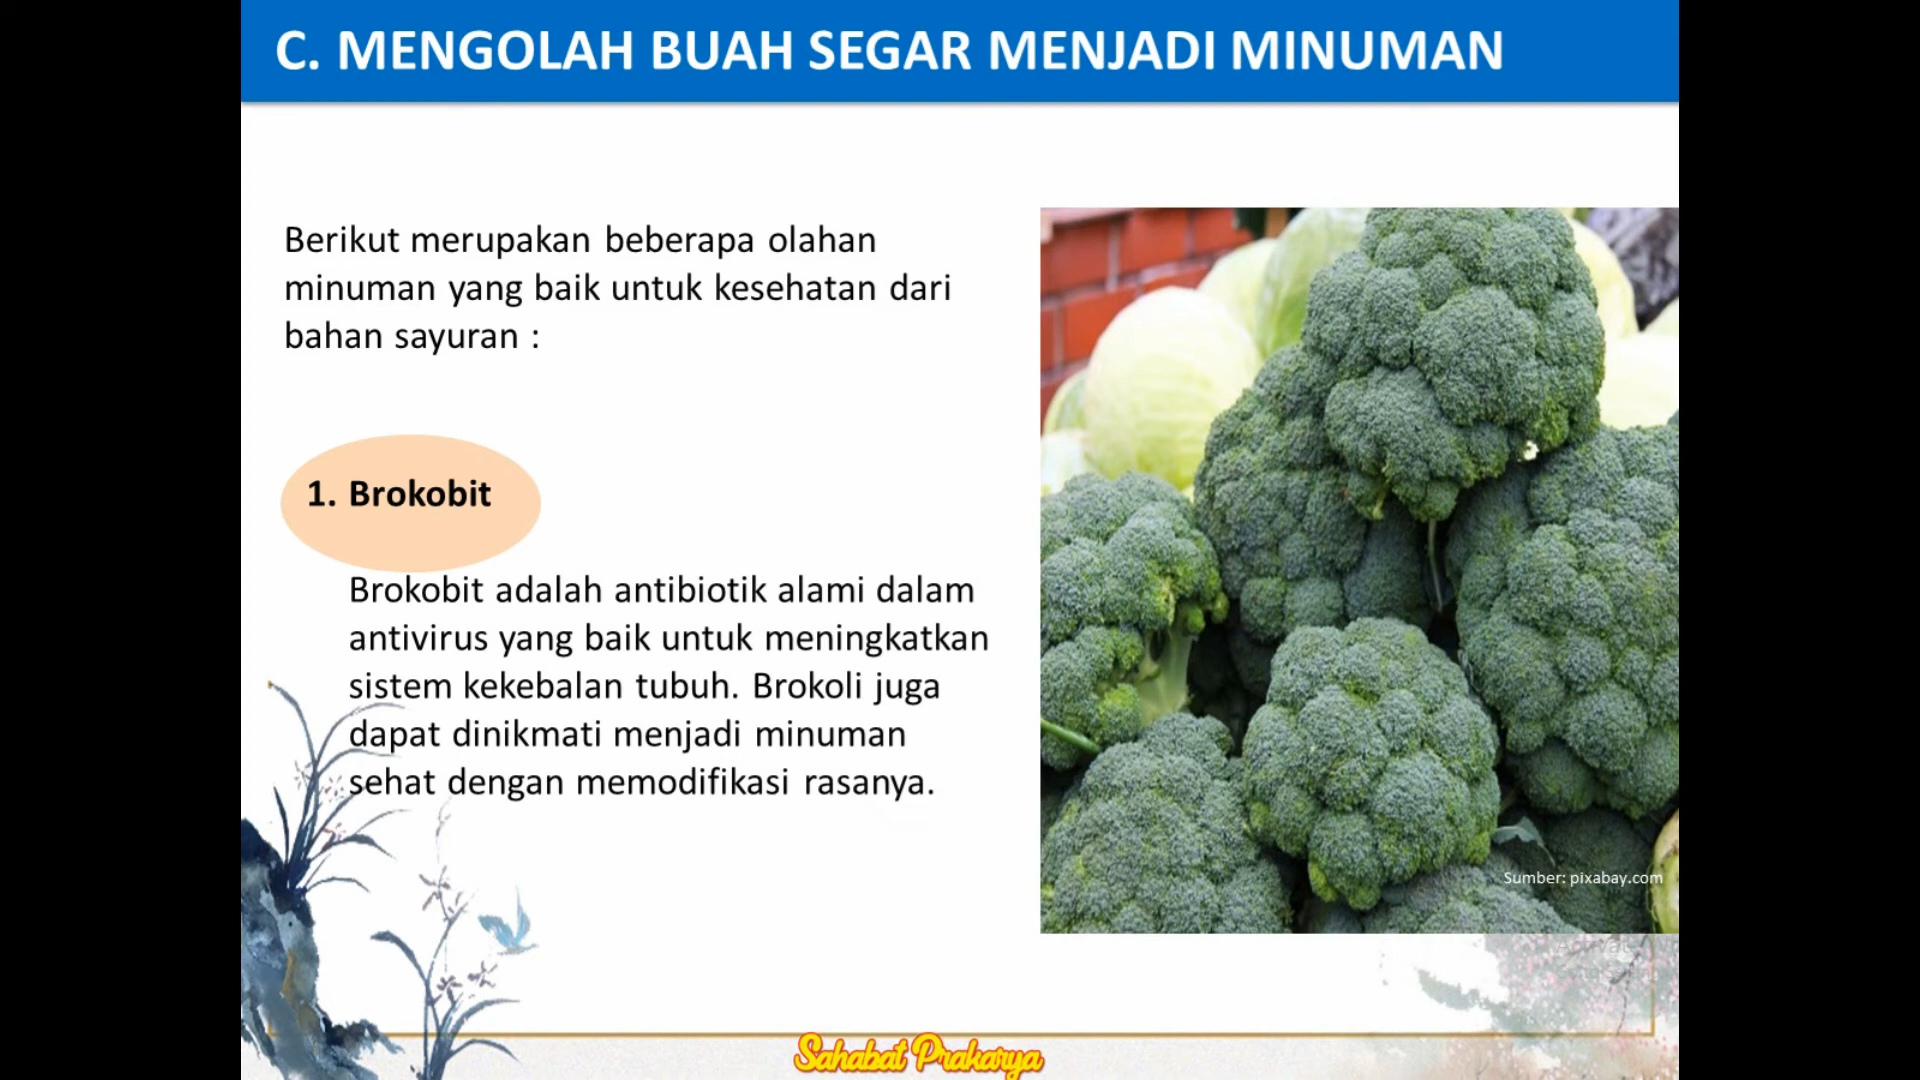 C. MENGOLAH BUAH SEGAR MENJADI MINUMAN
Berikut merupakan beberapa olahan
minuman yang baik untuk kesehatan dari
bahan sayuran :
1. Brokobit
Brokobit adalah antibiotik alami dalam
antivirus yang baik untuk meningkatkan
sistem kekebalan tubuh. Brokoli juga
dapat dinikmati menjadi minuman
sehat dengan memodifikasi rasanya.
Sumber: pixabay.com
Sahabat Prakarya